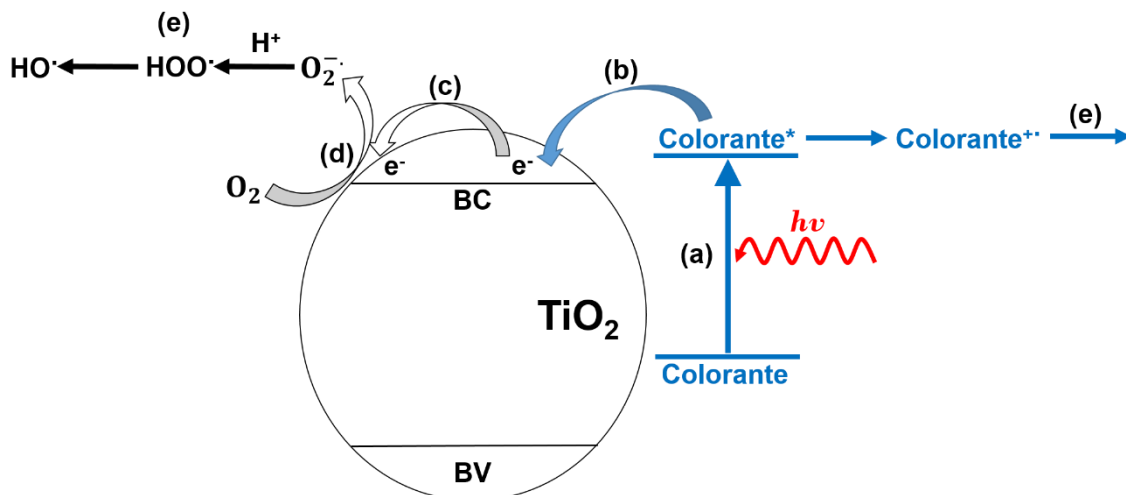 (e)
HO· HOO· H⁺ O₂⁻·
(c)
(b)
(d)
O₂
e⁻ e⁻
BC
Colorante* Colorante⁺· (e)
hν
(a)
TiO₂
Colorante
BV